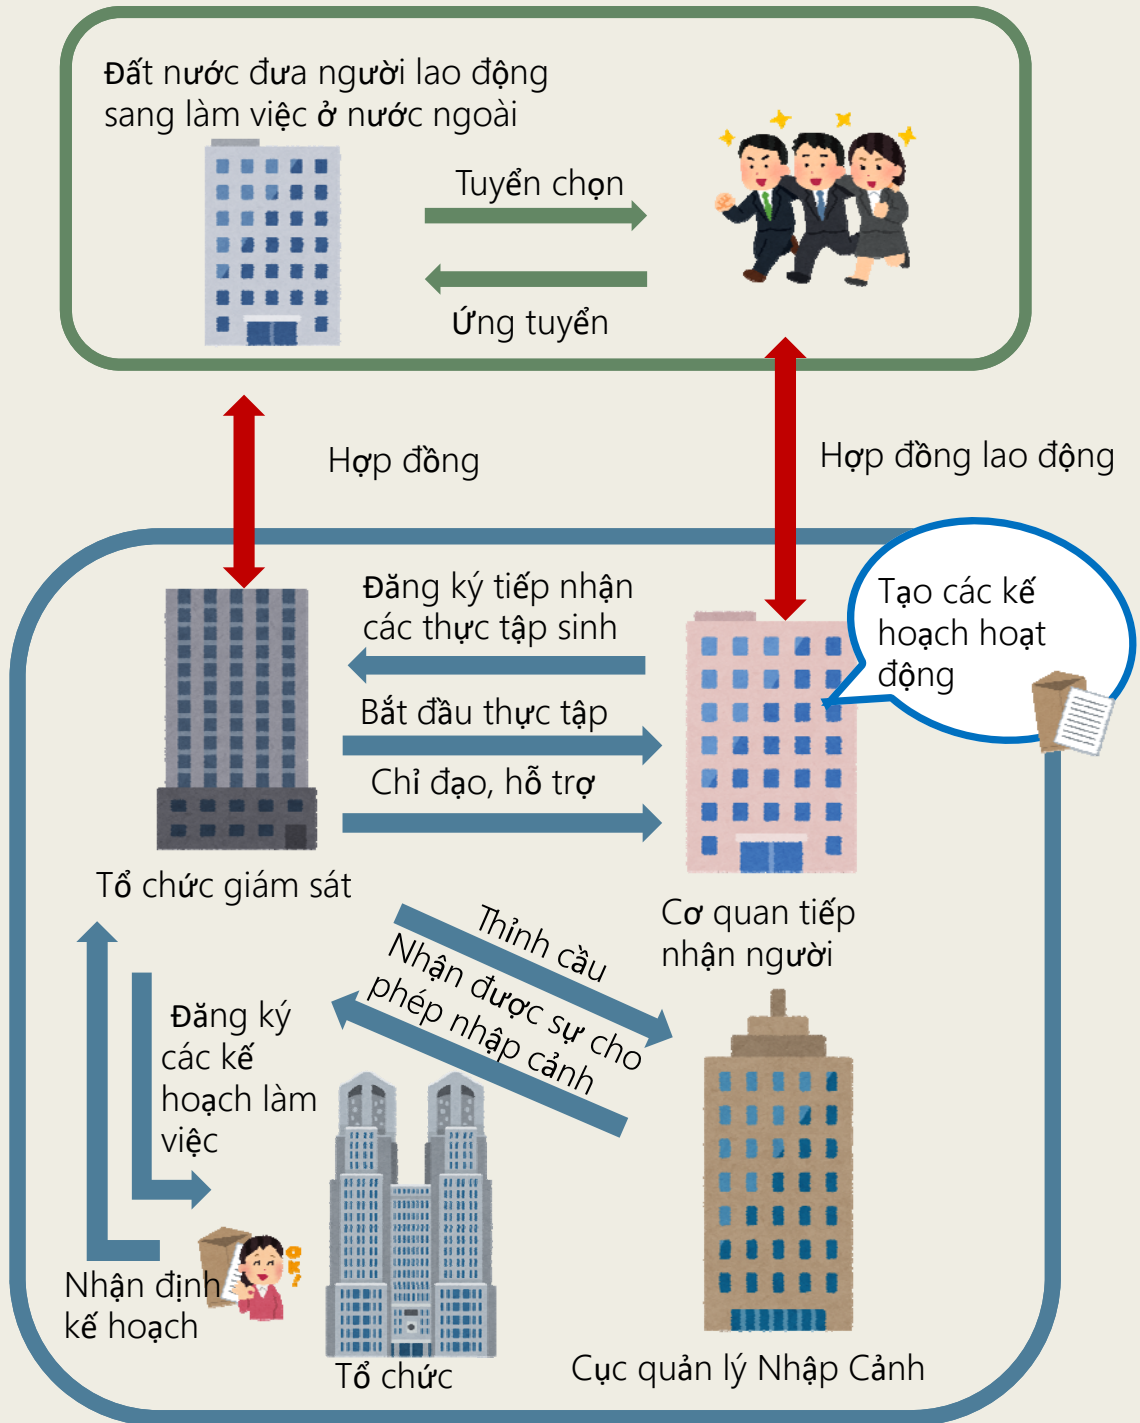 Đất nước đưa người lao động
sang làm việc ở nước ngoài
Tuyển chọn
Ứng tuyển
Hợp đồng
Hợp đồng lao động
Tạo các kế
hoạch hoạt
động
Đăng ký tiếp nhận
các thực tập sinh
Bắt đầu thực tập
Chỉ đạo, hỗ trợ
Tổ chức giám sát
Cơ quan tiếp
nhận người
Thỉnh cầu
Nhận được sự cho
phép nhập cảnh
Đăng ký
các kế
hoạch làm
việc
OK!
Nhận định
kế hoạch
Tổ chức
Cục quản lý Nhập Cảnh